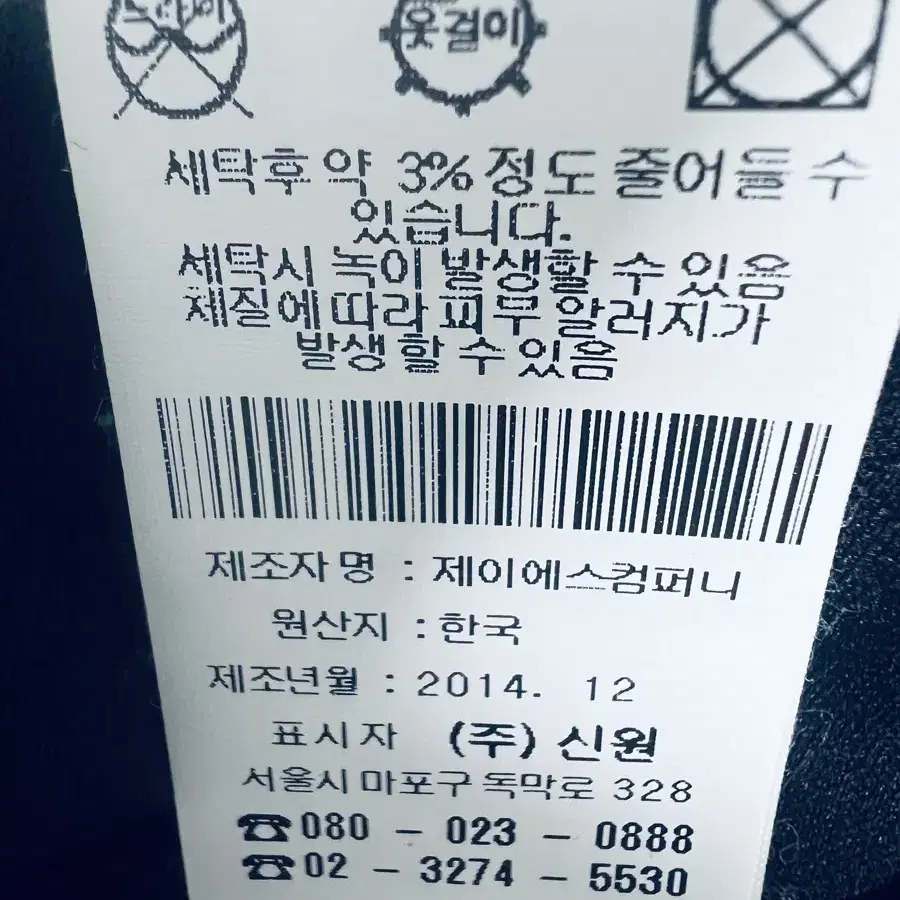 옷걸이
세탁후 약 3% 정도 줄어들 수
있습니다.
세탁시 녹이 발생할 수 있음
재질에따라 피부 알러지가
발생할 수 있음
제조자명 : 제이에스컴퍼니
원산지 : 한국
제조년월 : 2014. 12
표시자 (주) 신원
서울시 마포구 독막로 328
☎080 - 023 - 0888
☎02 - 3274 - 5530